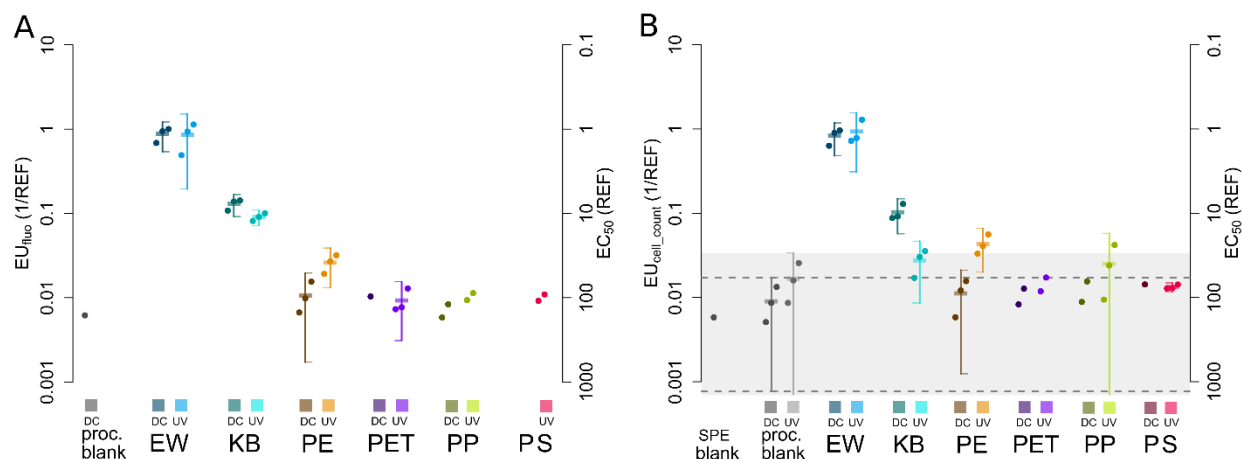 A
EU_fluo (1/REF)
10
1
0.1
0.01
0.001
0.1
1
10
100
1000
EC50 (REF)
DC DC UV DC UV DC UV DC UV DC UV UV
proc. blank EW KB PE PET PP PS
B
EU_cell_count (1/REF)
10
1
0.1
0.01
0.001
0.1
1
10
100
1000
EC50 (REF)
DC UV DC UV DC UV DC UV DC UV DC UV DC UV
SPE blank proc. blank EW KB PE PET PP PS